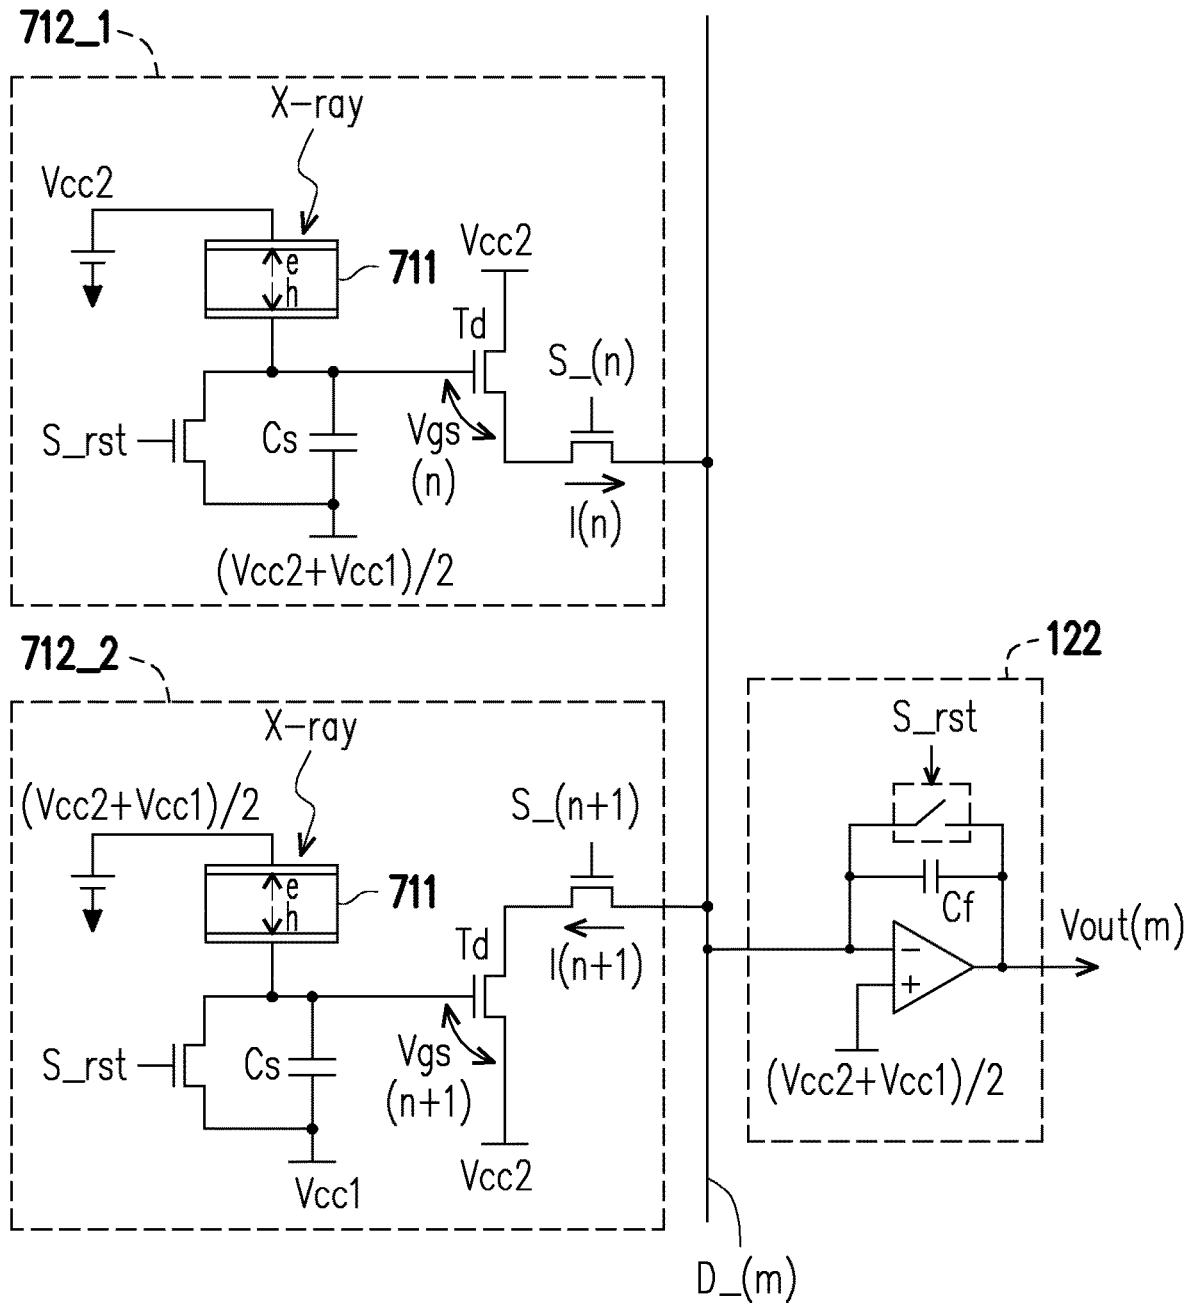 712_1
X-ray
Vcc2
e
h
711
Vcc2
Td
S_(n)
S_rst
Cs
Vgs
(n)
I(n)
(Vcc2+Vcc1)/2
712_2
X-ray
(Vcc2+Vcc1)/2
e
h
711
S_(n+1)
Td
I(n+1)
S_rst
Cs
Vgs
(n+1)
Vcc1
Vcc2
122
S_rst
Cf
−
+
Vout(m)
(Vcc2+Vcc1)/2
D_(m)